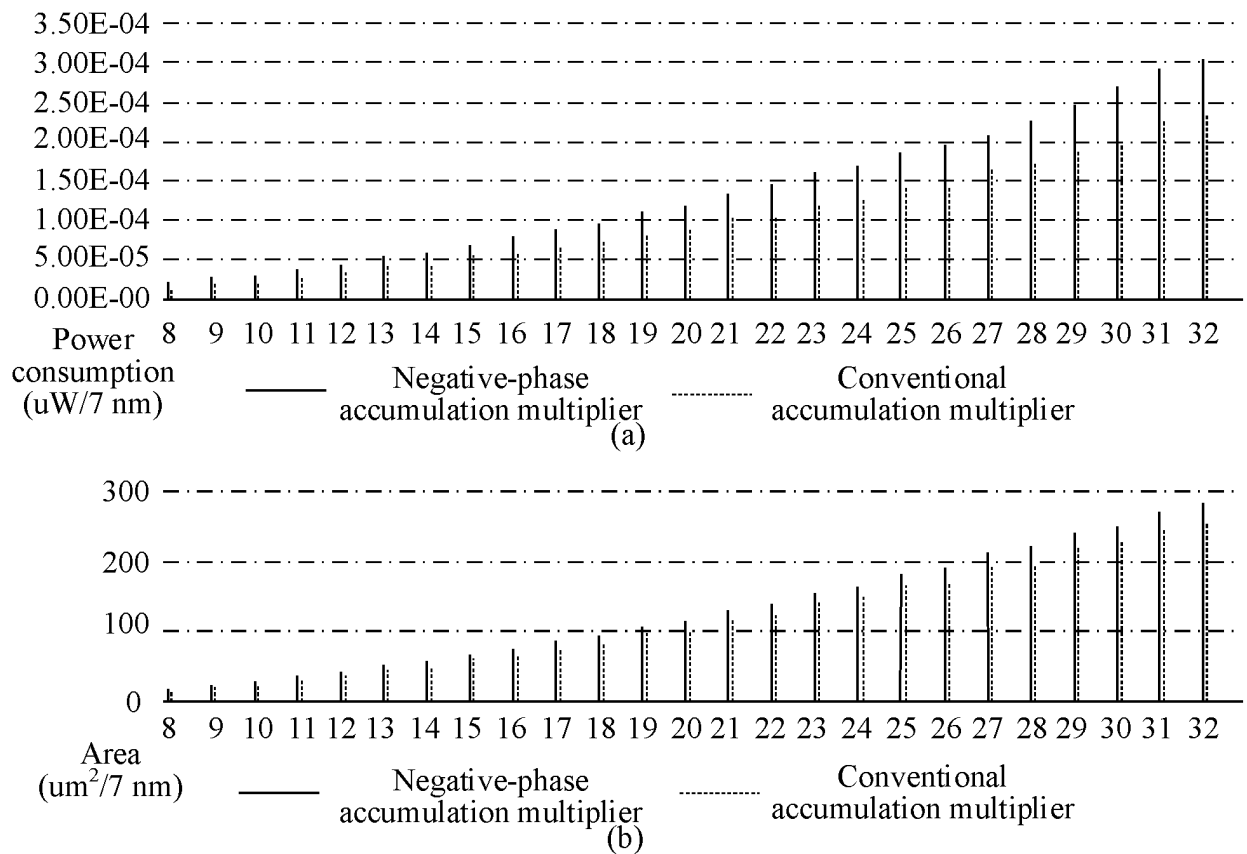 3.50E-04
3.00E-04
2.50E-04
2.00E-04
1.50E-04
1.00E-04
5.00E-05
0.00E-00
8 9 10 11 12 13 14 15 16 17 18 19 20 21 22 23 24 25 26 27 28 29 30 31 32
Power
consumption
(uW/7 nm)
Negative-phase
accumulation multiplier
Conventional
accumulation multiplier
(a)
300
200
100
0
8 9 10 11 12 13 14 15 16 17 18 19 20 21 22 23 24 25 26 27 28 29 30 31 32
Area
(um²/7 nm)
Negative-phase
accumulation multiplier
Conventional
accumulation multiplier
(b)